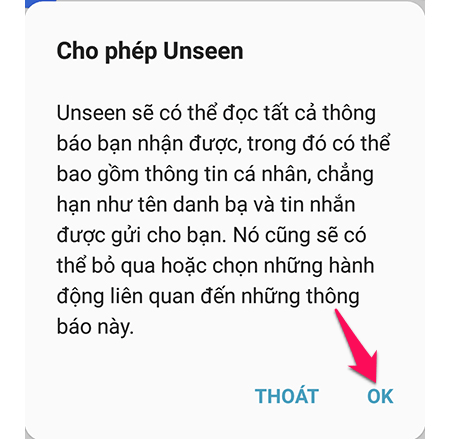 Cho phép Unseen
Unseen sẽ có thể đọc tất cả thông
báo bạn nhận được, trong đó có thể
bao gồm thông tin cá nhân, chẳng
hạn như tên danh bạ và tin nhắn
được gửi cho bạn. Nó cũng sẽ có
thể bỏ qua hoặc chọn những hành
động liên quan đến những thông
báo này.
THOÁT OK